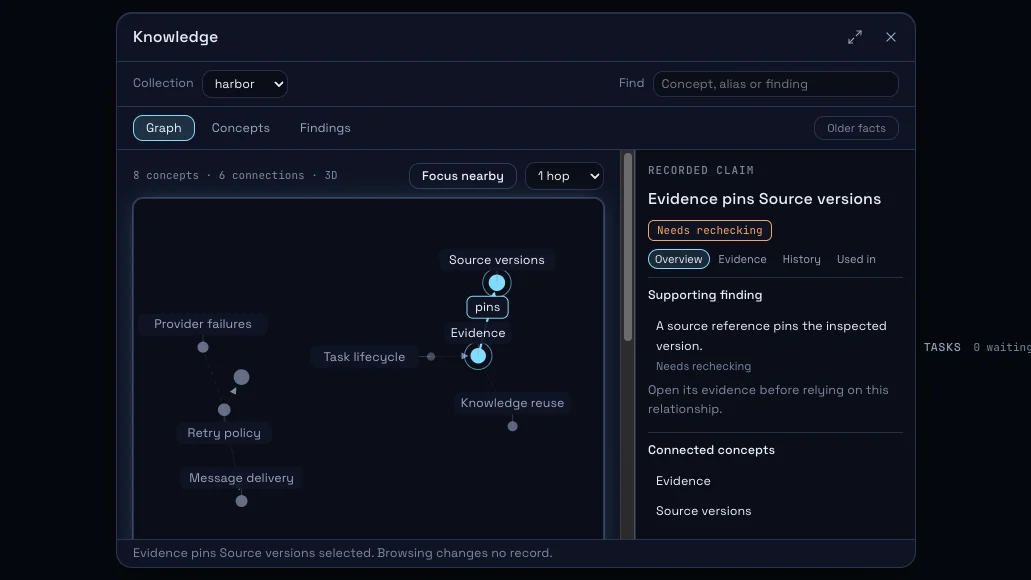 Knowledge
Collection
harbor
Find
Concept, alias or finding
Graph
Concepts
Findings
Older facts
8 concepts · 6 connections · 3D
Focus nearby
1 hop
Source versions
pins
Provider failures
Evidence
Task lifecycle
Knowledge reuse
Retry policy
Message delivery
RECORDED CLAIM
Evidence pins Source versions
Needs rechecking
Overview
Evidence
History
Used in
Supporting finding
A source reference pins the inspected
version.
Needs rechecking
Open its evidence before relying on this
relationship.
Connected concepts
Evidence
Source versions
TASKS 0 waiting
Evidence pins Source versions selected. Browsing changes no record.